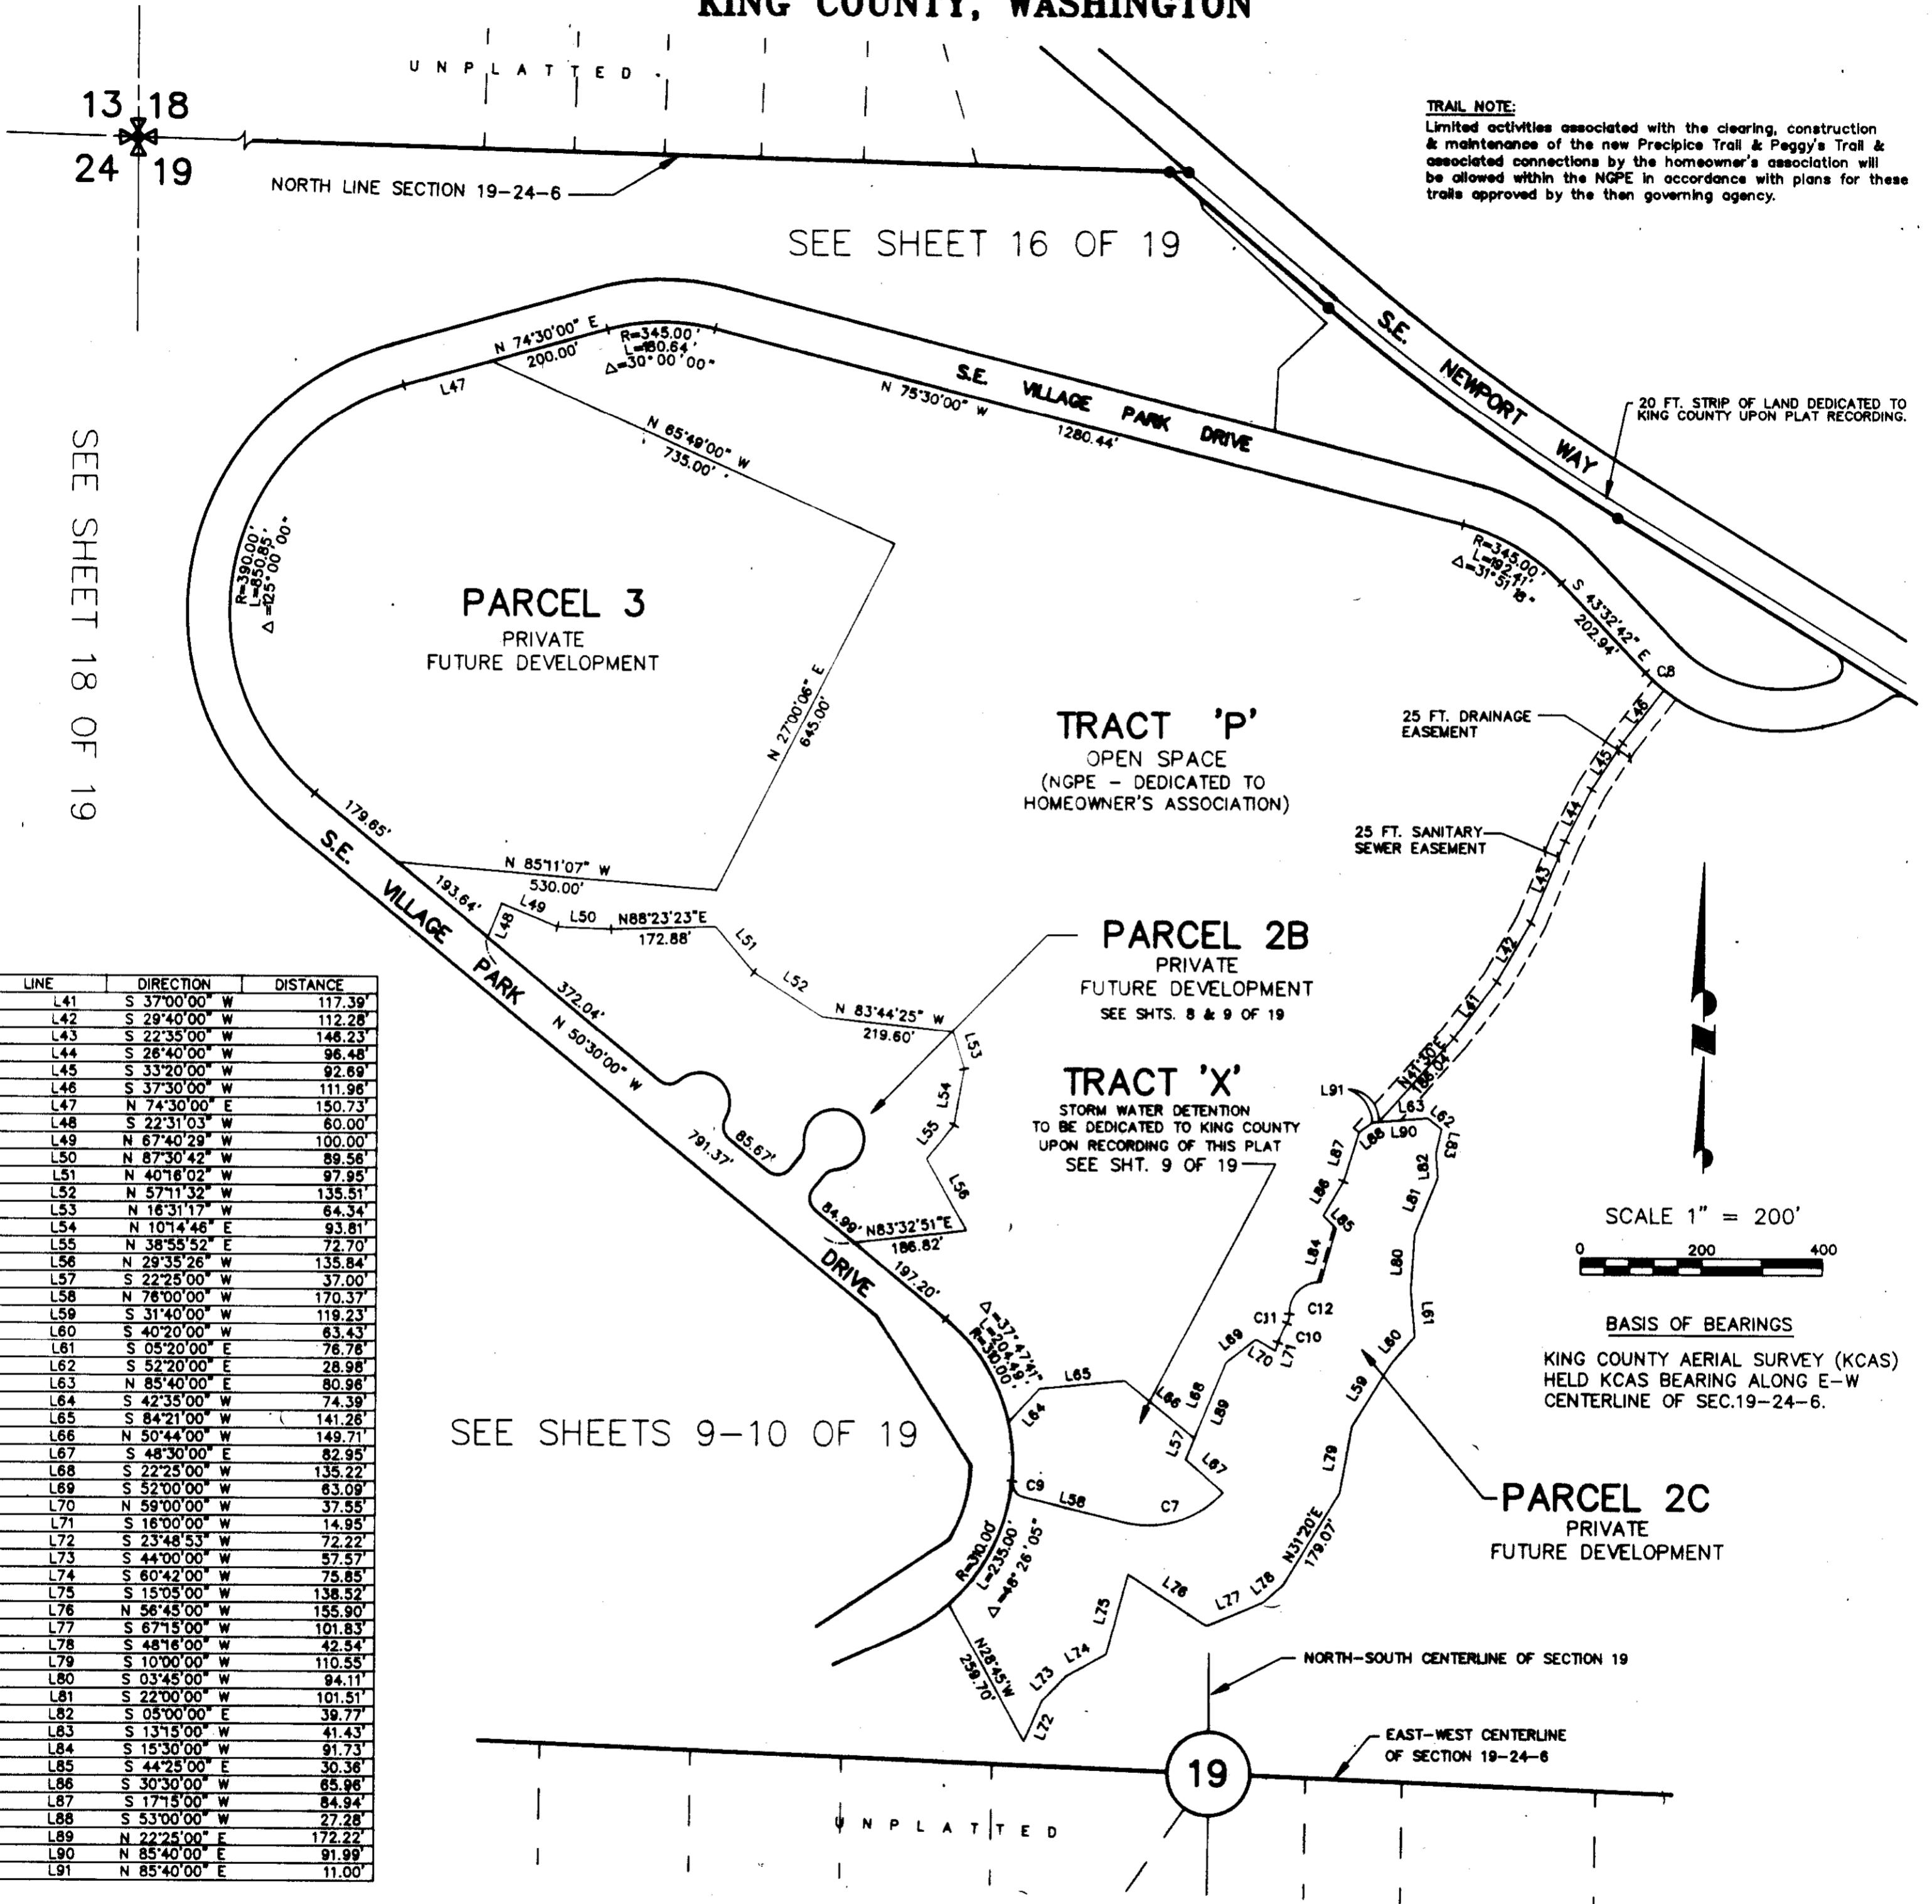 KING COUNTY, WASHINGTON
UNPLATTED
13 18
24 19
NORTH LINE SECTION 19-24-6
TRAIL NOTE:
Limited activities associated with the clearing, construction
& maintenance of the new Precipice Trail & Peggy's Trail &
associated connections by the homeowner's association will
be allowed within the NGPE in accordance with plans for these
trails approved by the then governing agency.
SEE SHEET 16 OF 19
S.E. NEWPORT WAY
20 FT. STRIP OF LAND DEDICATED TO
KING COUNTY UPON PLAT RECORDING.
N 74°30'00" E
200.00'
R=345.00'
L=180.64'
Δ=30°00'00"
L47
N 75°30'00" W
1280.44'
S.E. VILLAGE PARK DRIVE
N 65°49'00" W
735.00'
R=390.00'
L=850.85'
Δ=125°00'00"
SEE SHEET 18 OF 19
PARCEL 3
PRIVATE
FUTURE DEVELOPMENT
N 27°00'06" E
645.00'
R=345.00'
L=192.41'
Δ=31°51'18"
S 43°32'42" E
202.94'
C8
TRACT 'P'
OPEN SPACE
(NGPE - DEDICATED TO
HOMEOWNER'S ASSOCIATION)
25 FT. DRAINAGE
EASEMENT
25 FT. SANITARY
SEWER EASEMENT
L46
L45
L44
L43
L42
L41
N41°30'E
186.04'
179.65'
N 85°11'07" W
530.00'
193.64'
L48
L49
L50
N88°23'23"E
172.88'
L51
L52
N 83°44'25" W
219.60'
L53
L54
L55
L56
N83°32'51"E
186.82'
S.E. VILLAGE PARK DRIVE
372.04'
N 50°30'00" W
791.37'
85.67'
84.99'
197.20'
PARCEL 2B
PRIVATE
FUTURE DEVELOPMENT
SEE SHTS. 8 & 9 OF 19
TRACT 'X'
STORM WATER DETENTION
TO BE DEDICATED TO KING COUNTY
UPON RECORDING OF THIS PLAT
SEE SHT. 9 OF 19
L91
L63
L62
L88
L90
L83
L87
L82
L86
L81
L85
L84
L80
C11
C12
C10
L61
L69
L70
L71
L60
L59
L68
L89
L66
L65
L64
L57
L67
L79
Δ=37°47'41"
L=204.49'
R=310.00'
C9
L58
C7
R=310.00'
L=235.00'
Δ=48°26'05"
N31°20'E
179.07'
L78
L77
L76
L75
L74
L73
L72
N28°45'W
259.70'
SEE SHEETS 9-10 OF 19
N
SCALE 1" = 200'
0 200 400
BASIS OF BEARINGS
KING COUNTY AERIAL SURVEY (KCAS)
HELD KCAS BEARING ALONG E-W
CENTERLINE OF SEC.19-24-6.
PARCEL 2C
PRIVATE
FUTURE DEVELOPMENT
NORTH-SOUTH CENTERLINE OF SECTION 19
EAST-WEST CENTERLINE
OF SECTION 19-24-6
19
UNPLATTED
LINE DIRECTION DISTANCE
L41 S 37°00'00" W 117.39'
L42 S 29°40'00" W 112.28'
L43 S 22°35'00" W 146.23'
L44 S 26°40'00" W 96.48'
L45 S 33°20'00" W 92.69'
L46 S 37°30'00" W 111.96'
L47 N 74°30'00" E 150.73'
L48 S 22°31'03" W 60.00'
L49 N 67°40'29" W 100.00'
L50 N 87°30'42" W 89.56'
L51 N 40°16'02" W 97.95'
L52 N 57°11'32" W 135.51'
L53 N 16°31'17" W 64.34'
L54 N 10°14'46" E 93.81'
L55 N 38°55'52" E 72.70'
L56 N 29°35'26" W 135.84'
L57 S 22°25'00" W 37.00'
L58 N 76°00'00" W 170.37'
L59 S 31°40'00" W 119.23'
L60 S 40°20'00" W 63.43'
L61 S 05°20'00" E 76.76'
L62 S 52°20'00" E 28.98'
L63 N 85°40'00" E 80.96'
L64 S 42°35'00" W 74.39'
L65 S 84°21'00" W 141.26'
L66 N 50°44'00" W 149.71'
L67 S 48°30'00" E 82.95'
L68 S 22°25'00" W 135.22'
L69 S 52°00'00" W 63.09'
L70 N 59°00'00" W 37.55'
L71 S 16°00'00" W 14.95'
L72 S 23°48'53" W 72.22'
L73 S 44°00'00" W 57.57'
L74 S 60°42'00" W 75.85'
L75 S 15°05'00" W 138.52'
L76 N 56°45'00" W 155.90'
L77 S 67°15'00" W 101.83'
L78 S 48°16'00" W 42.54'
L79 S 10°00'00" W 110.55'
L80 S 03°45'00" W 94.11'
L81 S 22°00'00" W 101.51'
L82 S 05°00'00" E 39.77'
L83 S 13°15'00" W 41.43'
L84 S 15°30'00" W 91.73'
L85 S 44°25'00" E 30.36'
L86 S 30°30'00" W 65.96'
L87 S 17°15'00" W 84.94'
L88 S 53°00'00" W 27.28'
L89 N 22°25'00" E 172.22'
L90 N 85°40'00" E 91.99'
L91 N 85°40'00" E 11.00'